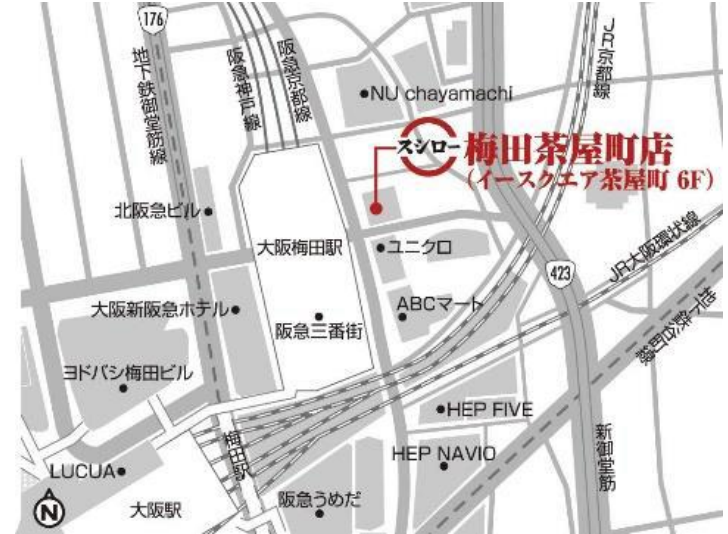 176
地下鉄御堂筋線
阪急神戸線
阪急京都線
JR京都線
NU chayamachi
スシロー
梅田茶屋町店
(イースクエア茶屋町 6F)
北阪急ビル
大阪梅田駅
ユニクロ
423
JR大阪環状線
地下鉄谷町線
大阪新阪急ホテル
阪急三番街
ABCマート
ヨドバシ梅田ビル
HEP FIVE
梅田駅
HEP NAVIO
新御堂筋
LUCUA
大阪駅
阪急うめだ
N